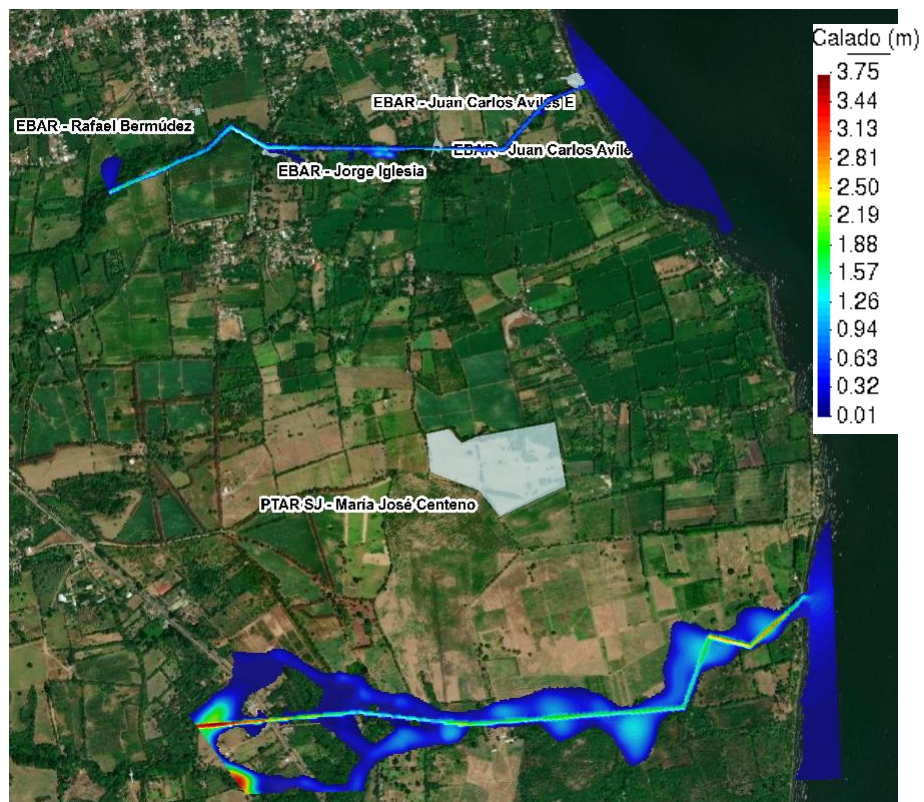 Calado (m)
3.75
3.44
3.13
2.81
2.50
2.19
1.88
1.57
1.26
0.94
0.63
0.32
0.01
EBAR - Juan Carlos Aviles E
EBAR - Rafael Bermúdez
EBAR - Juan Carlos Avile
EBAR - Jorge Iglesia
PTAR SJ - María José Centeno